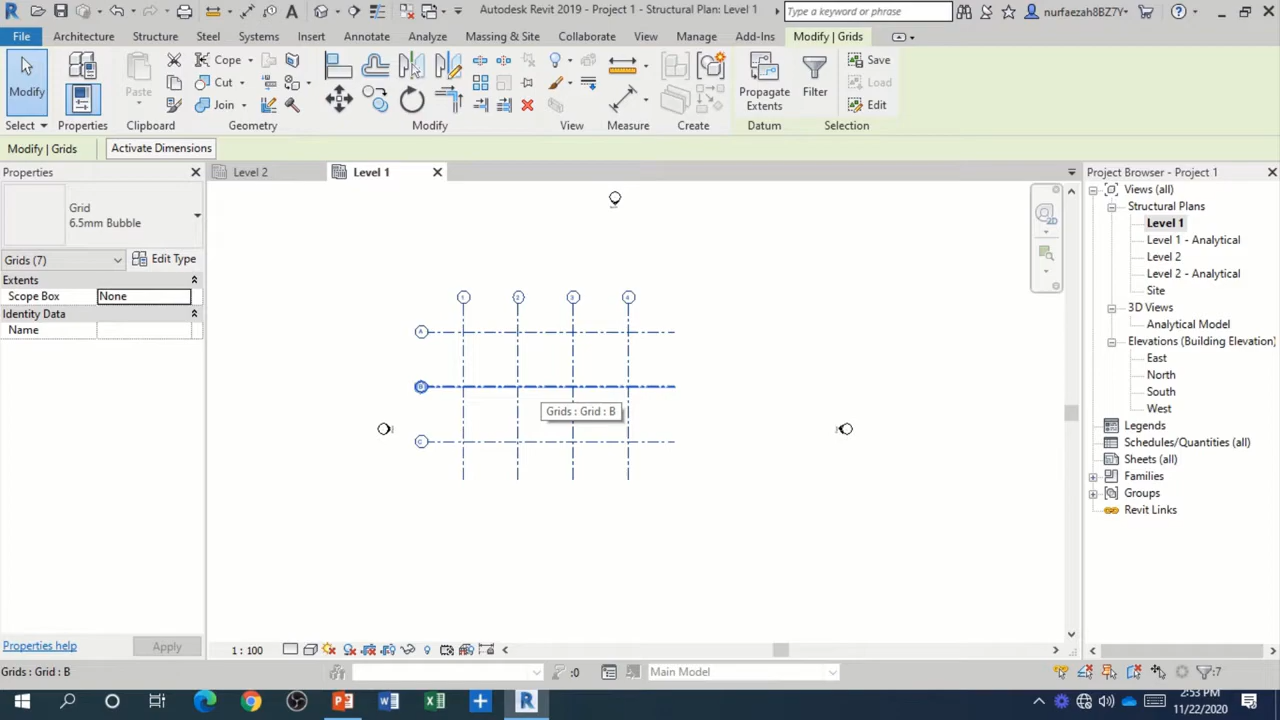 Autodesk Revit 2019 - Project 1 - Structural Plan: Level 1
Type a keyword or phrase
nurfaezah8BZ7Y
File
Architecture
Structure
Steel
Systems
Insert
Annotate
Analyze
Massing & Site
Collaborate
View
Manage
Add-Ins
Modify | Grids
Modify
Paste
Cope
Cut
Join
Propagate
Extents
Filter
Save
Load
Edit
Select
Properties
Clipboard
Geometry
Modify
View
Measure
Create
Datum
Selection
Modify | Grids
Activate Dimensions
Properties
Grid
6.5mm Bubble
Grids (7)
Edit Type
Extents
Scope Box
None
Identity Data
Name
Properties help
Apply
Level 2
Level 1
2D
1
2
3
4
A
B
C
Grids : Grid : B
Project Browser - Project 1
Views (all)
Structural Plans
Level 1
Level 1 - Analytical
Level 2
Level 2 - Analytical
Site
3D Views
Analytical Model
Elevations (Building Elevation)
East
North
South
West
Legends
Schedules/Quantities (all)
Sheets (all)
Families
Groups
Revit Links
1 : 100
Grids : Grid : B
:0
Main Model
:7
2:53 PM
11/22/2020